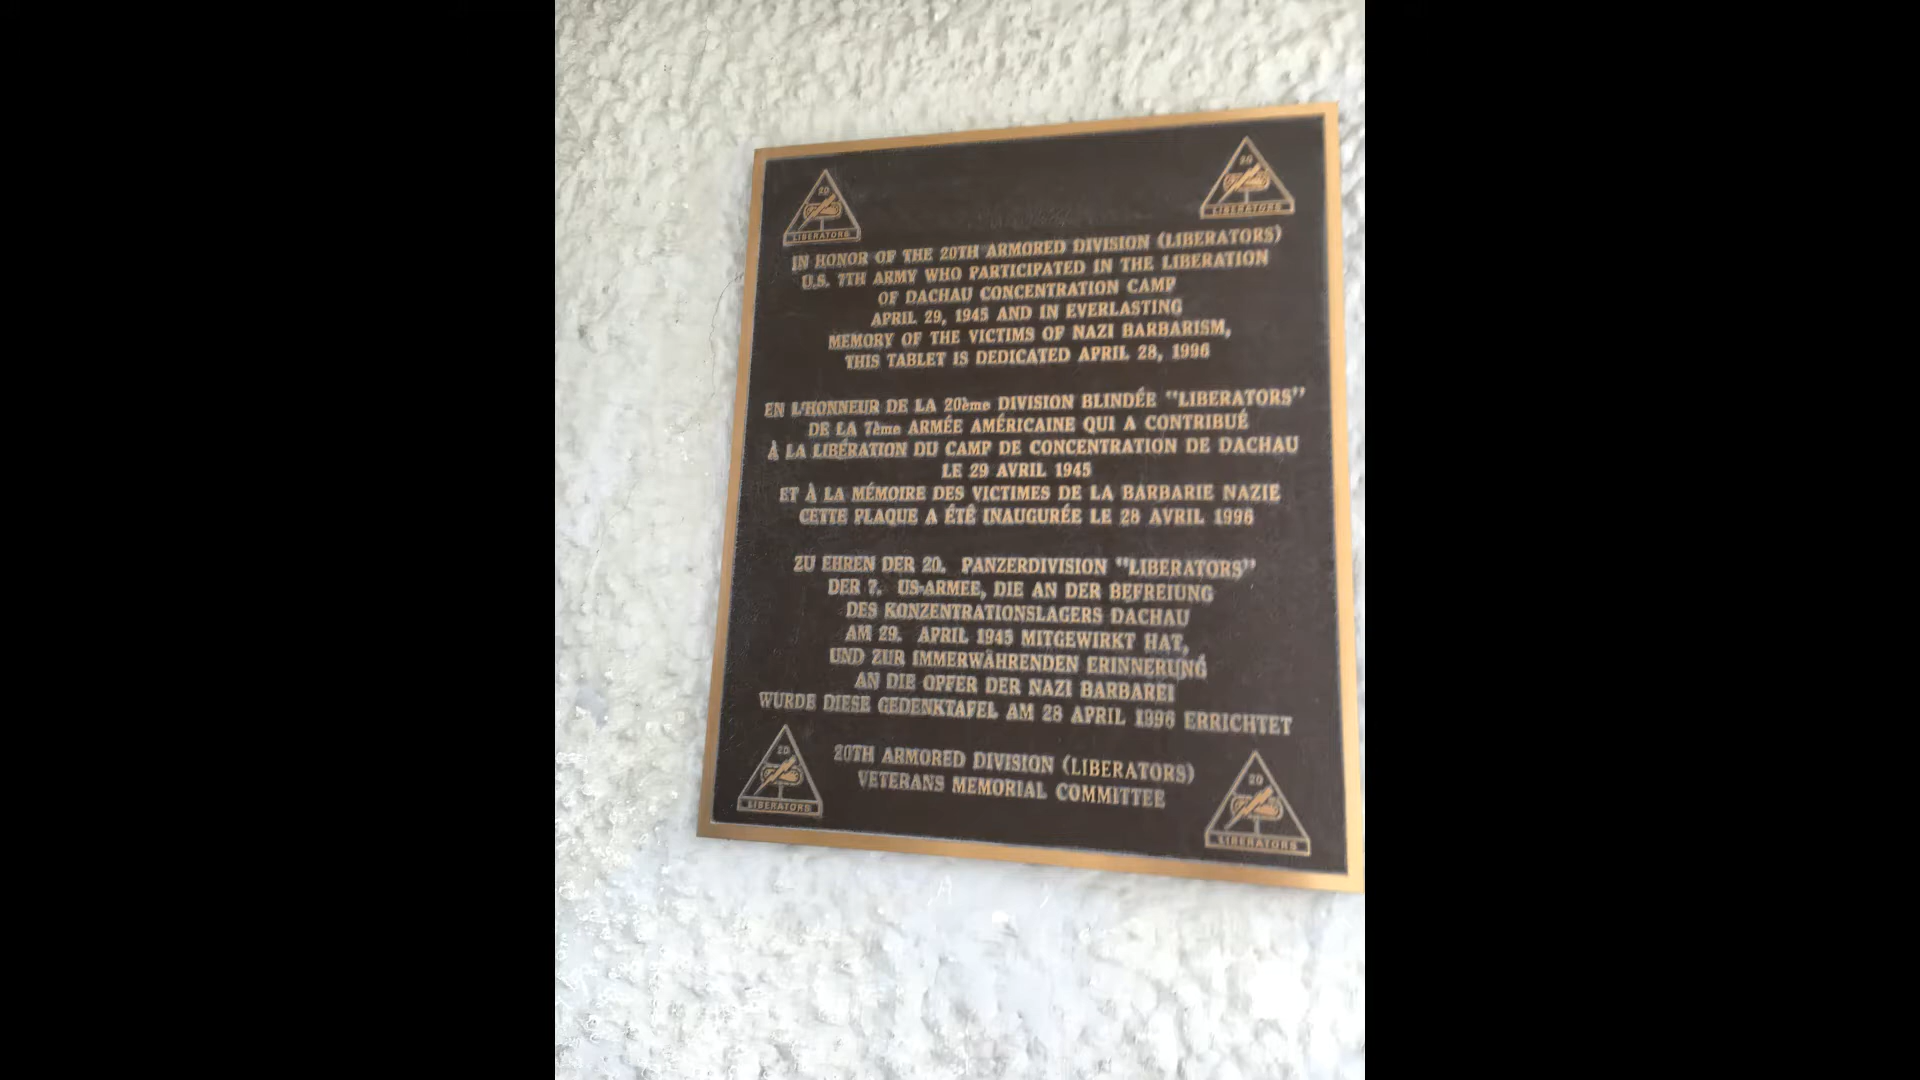 20
LIBERATORS
20
LIBERATORS
IN HONOR OF THE 20TH ARMORED DIVISION (LIBERATORS)
U.S. 7TH ARMY WHO PARTICIPATED IN THE LIBERATION
OF DACHAU CONCENTRATION CAMP
APRIL 29, 1945 AND IN EVERLASTING
MEMORY OF THE VICTIMS OF NAZI BARBARISM,
THIS TABLET IS DEDICATED APRIL 28, 1996
EN L'HONNEUR DE LA 20ème DIVISION BLINDÉE "LIBERATORS"
DE LA 7ème ARMÉE AMÉRICAINE QUI A CONTRIBUÉ
À LA LIBÉRATION DU CAMP DE CONCENTRATION DE DACHAU
LE 29 AVRIL 1945
ET À LA MÉMOIRE DES VICTIMES DE LA BARBARIE NAZIE
CETTE PLAQUE A ÉTÉ INAUGURÉE LE 28 AVRIL 1996
ZU EHREN DER 20. PANZERDIVISION "LIBERATORS"
DER 7. US-ARMEE, DIE AN DER BEFREIUNG
DES KONZENTRATIONSLAGERS DACHAU
AM 29. APRIL 1945 MITGEWIRKT HAT,
UND ZUR IMMERWÄHRENDEN ERINNERUNG
AN DIE OPFER DER NAZI BARBAREI
WURDE DIESE GEDENKTAFEL AM 28 APRIL 1996 ERRICHTET
20TH ARMORED DIVISION (LIBERATORS)
VETERANS MEMORIAL COMMITTEE
20
LIBERATORS
20
LIBERATORS